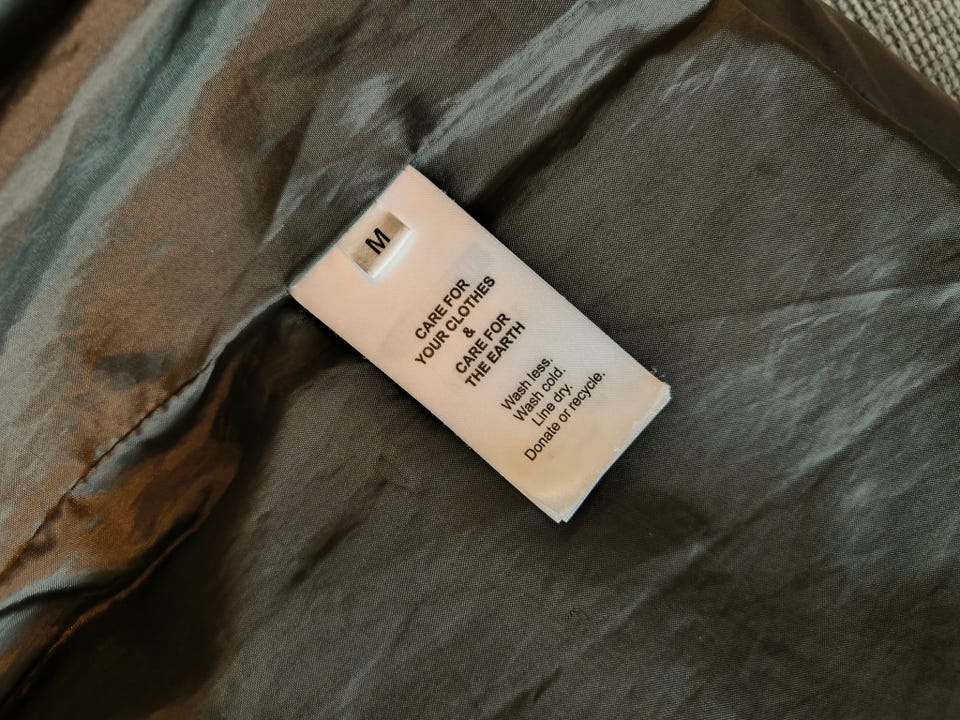 M
CARE FOR
YOUR CLOTHES
&
CARE FOR
THE EARTH
Wash less.
Wash cold.
Line dry.
Donate or recycle.